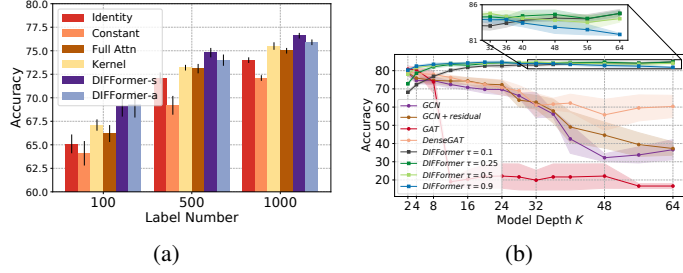 77.5
75.0
72.5
70.0
67.5
65.0
62.5
60.0
Accuracy
Identity
Constant
Full Attn
Kernel
DIFFormer-s
DIFFormer-a
100
500
1000
Label Number
(a)
86
81
32 36 40 48 56 64
80
70
60
50
40
30
20
Accuracy
GCN
GCN + residual
GAT
DenseGAT
DIFFormer τ = 0.1
DIFFormer τ = 0.25
DIFFormer τ = 0.5
DIFFormer τ = 0.9
2 4 8 16 24 32 40 48 56 64
Model Depth K
(b)